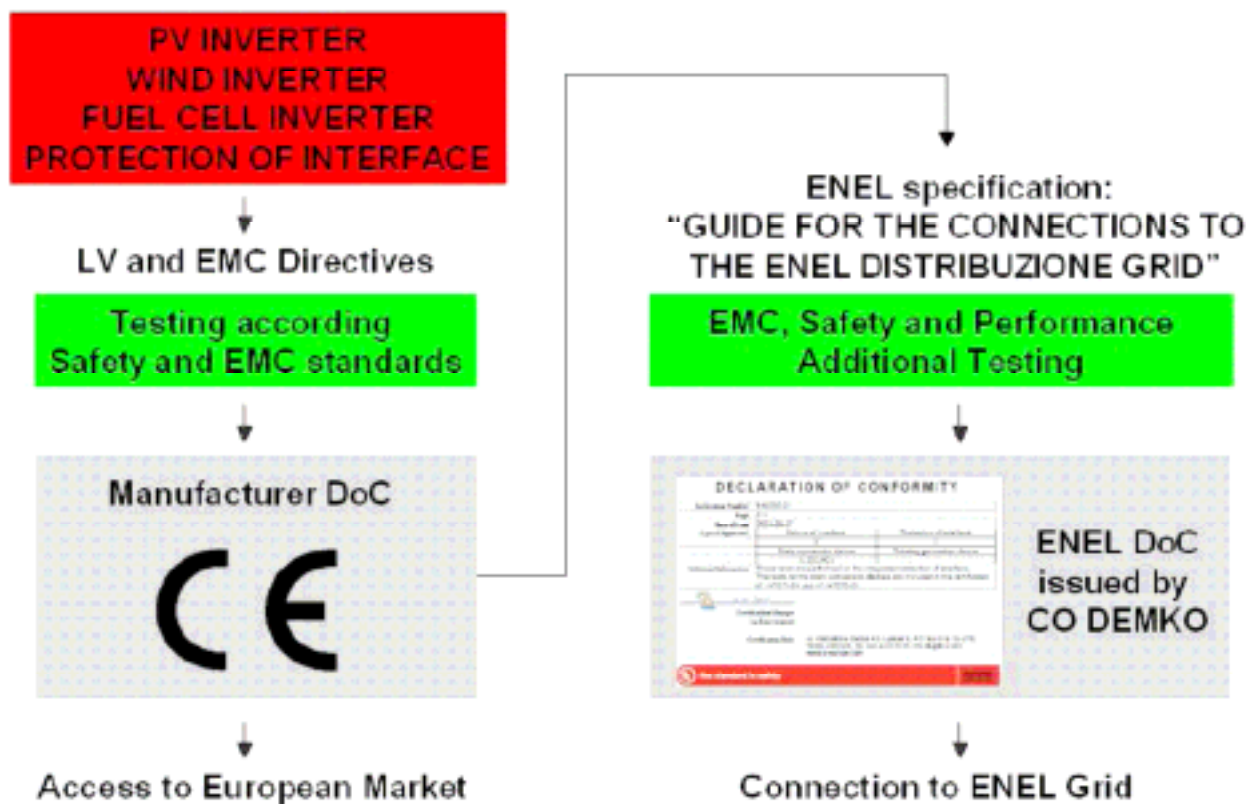 PV INVERTER
WIND INVERTER
FUEL CELL INVERTER
PROTECTION OF INTERFACE
LV and EMC Directives
Testing according
Safety and EMC standards
Manufacturer DoC
CE
Access to European Market
ENEL specification:
“GUIDE FOR THE CONNECTIONS TO
THE ENEL DISTRIBUZIONE GRID”
EMC, Safety and Performance
Additional Testing
DECLARATION OF CONFORMITY
ENEL DoC
issued by
CO DEMKO
Connection to ENEL Grid